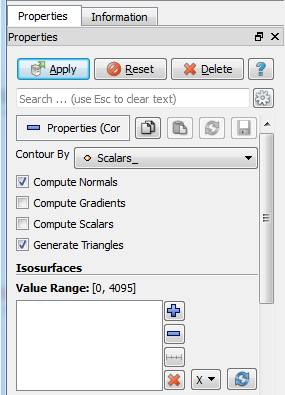 Properties Information
Properties
Apply Reset Delete ?
Search ... (use Esc to clear text)
Properties (Cor
Contour By Scalars_
Compute Normals
Compute Gradients
Compute Scalars
Generate Triangles
Isosurfaces
Value Range: [0, 4095]
X